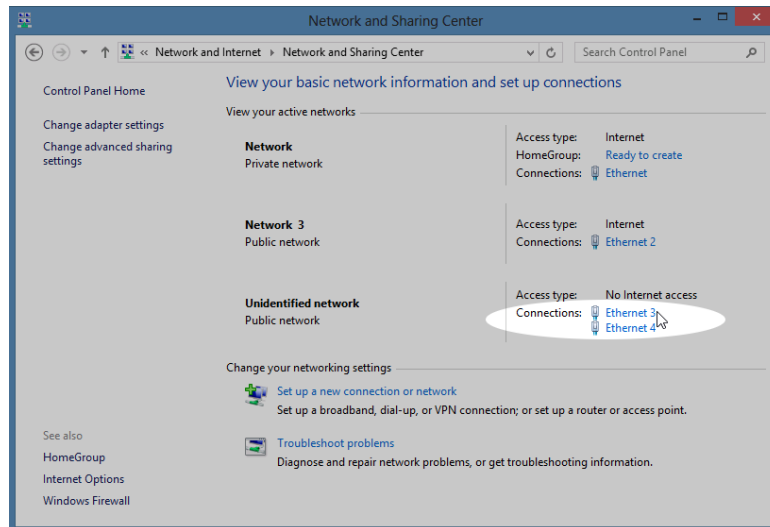 Network and Sharing Center
« Network and Internet ▸ Network and Sharing Center
Search Control Panel
Control Panel Home
Change adapter settings
Change advanced sharing
settings
View your basic network information and set up connections
View your active networks
Network
Private network
Access type: Internet
HomeGroup: Ready to create
Connections: Ethernet
Network 3
Public network
Access type: Internet
Connections: Ethernet 2
Unidentified network
Public network
Access type: No Internet access
Connections: Ethernet 3
Ethernet 4
Change your networking settings
Set up a new connection or network
Set up a broadband, dial-up, or VPN connection; or set up a router or access point.
Troubleshoot problems
Diagnose and repair network problems, or get troubleshooting information.
See also
HomeGroup
Internet Options
Windows Firewall